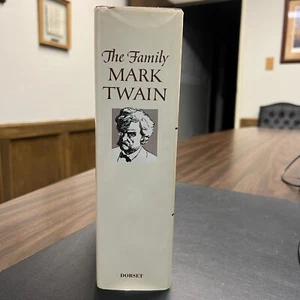 The Family
MARK
TWAIN
DORSET